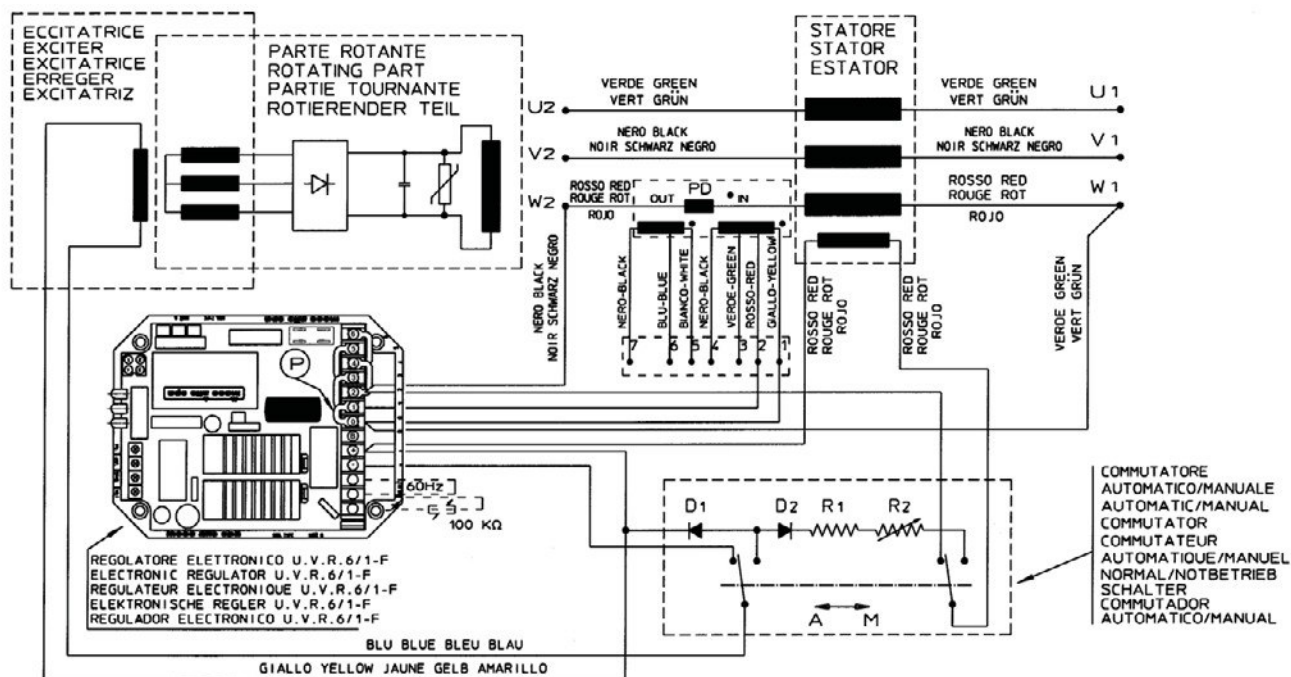 ECCITATRICE
EXCITER
EXCITATRICE
ERREGER
EXCITATRIZ
PARTE ROTANTE
ROTATING PART
PARTIE TOURNANTE
ROTIERENDER TEIL
STATORE
STATOR
ESTATOR
U2
VERDE GREEN
VERT GRÜN
VERDE GREEN
VERT GRÜN
U1
V2
NERO BLACK
NOIR SCHWARZ NEGRO
NERO BLACK
NOIR SCHWARZ NEGRO
V1
W2
ROSSO RED
ROUGE ROT
ROJO
OUT
PD
IN
ROSSO RED
ROUGE ROT
ROJO
W1
NERO BLACK
NOIR SCHWARZ NEGRO
NERO-BLACK
BLU-BLUE
BIANCO-WHITE
NERO-BLACK
VERDE-GREEN
ROSSO-RED
GIALLO-YELLOW
7 6 5 4 3 2 1
ROSSO RED
ROUGE ROT
ROJO
ROSSO RED
ROUGE ROT
ROJO
VERDE GREEN
VERT GRÜN
P
60Hz
100 KΩ
REGOLATORE ELETTRONICO U.V.R.6/1-F
ELECTRONIC REGULATOR U.V.R.6/1-F
REGULATEUR ELECTRONIQUE U.V.R.6/1-F
ELEKTRONISCHE REGLER U.V.R.6/1-F
REGULADOR ELECTRONICO U.V.R.6/1-F
D1
D2
R1
R2
A
M
COMMUTATORE
AUTOMATICO/MANUALE
AUTOMATIC/MANUAL
COMMUTATOR
COMMUTATEUR
AUTOMATIQUE/MANUEL
NORMAL/NOTBETRIEB
SCHALTER
COMMUTADOR
AUTOMATICO/MANUAL
BLU BLUE BLEU BLAU
GIALLO YELLOW JAUNE GELB AMARILLO